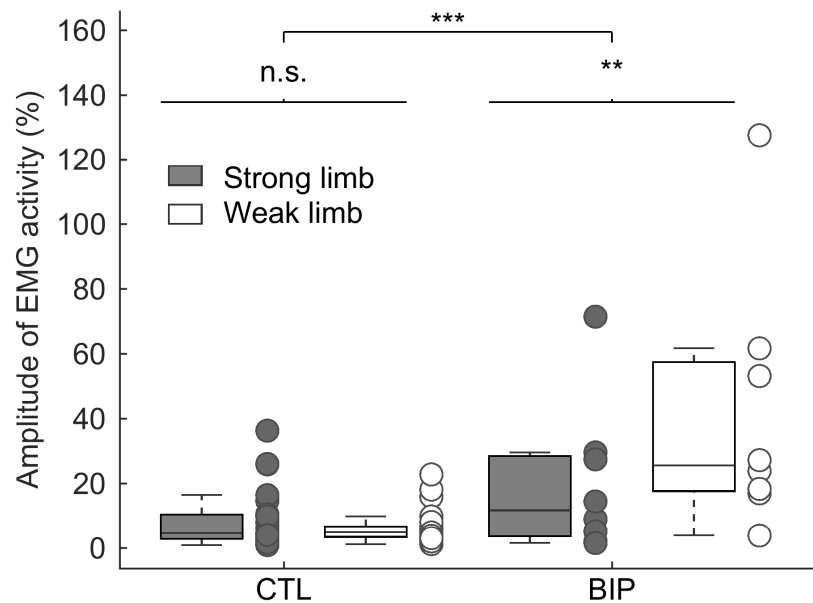 ***
n.s.
**
Strong limb
Weak limb
Amplitude of EMG activity (%)
160
140
120
100
80
60
40
20
0
CTL
BIP